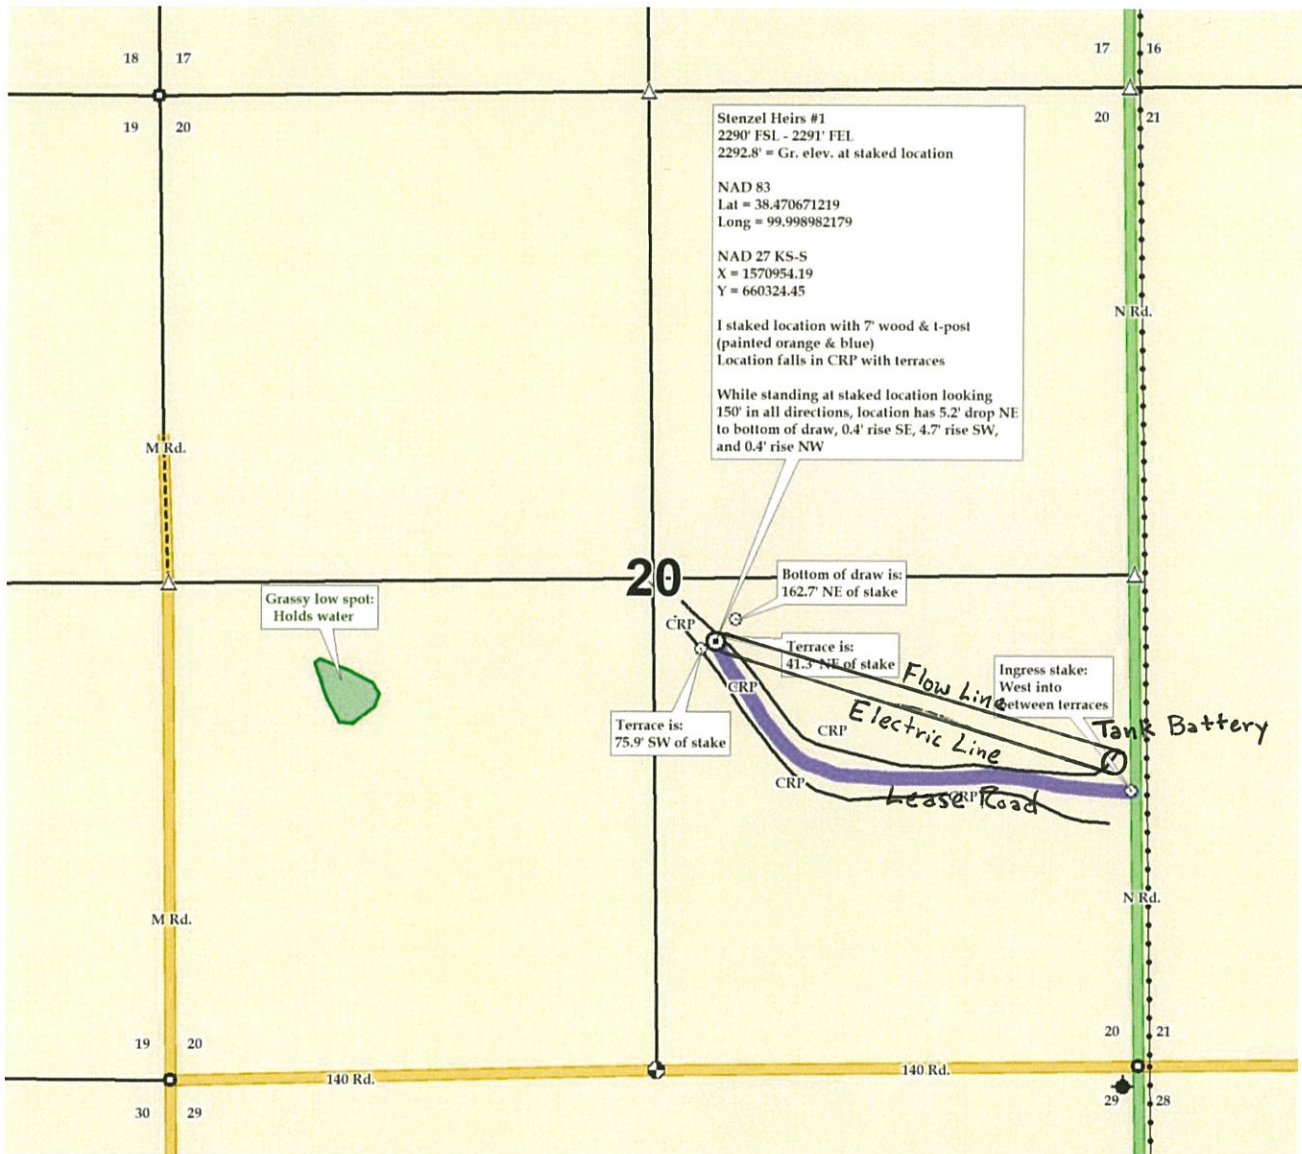 18 17
17 16
19 20
20 21
Stenzel Heirs #1
2290' FSL - 2291' FEL
2292.8' = Gr. elev. at staked location
NAD 83
Lat = 38.470671219
Long = 99.998982179
NAD 27 KS-S
X = 1570954.19
Y = 660324.45
I staked location with 7' wood & t-post
(painted orange & blue)
Location falls in CRP with terraces
While standing at staked location looking
150' in all directions, location has 5.2' drop NE
to bottom of draw, 0.4' rise SE, 4.7' rise SW,
and 0.4' rise NW
N Rd.
M Rd.
20
Bottom of draw is:
162.7' NE of stake
Grassy low spot:
Holds water
CRP
Terrace is:
41.3' NE of stake
Ingress stake:
West into
between terraces
Flow Line
CRP
Electric Line
Tank Battery
Terrace is:
75.9' SW of stake
CRP
CRP
Lease Road
CRP
N Rd.
M Rd.
19 20
20 21
140 Rd.
140 Rd.
30 29
29 28